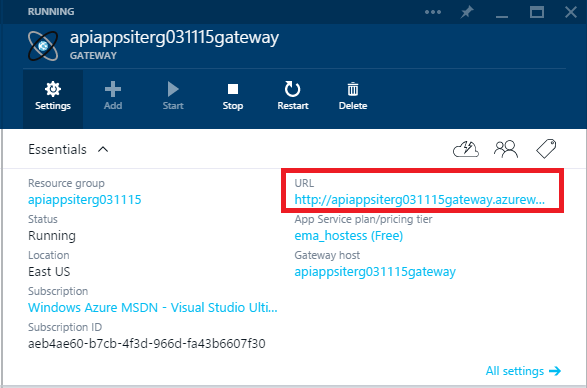 RUNNING
apiappsiterg031115gateway
GATEWAY
Settings Add Start Stop Restart Delete
Essentials
Resource group
apiappsiterg031115
URL
http://apiappsiterg031115gateway.azurew...
Status
Running
App Service plan/pricing tier
ema_hostess (Free)
Location
East US
Gateway host
apiappsiterg031115gateway
Subscription
Windows Azure MSDN - Visual Studio Ulti...
Subscription ID
aeb4ae60-b7cb-4f3d-966d-fa43b6607f30
All settings